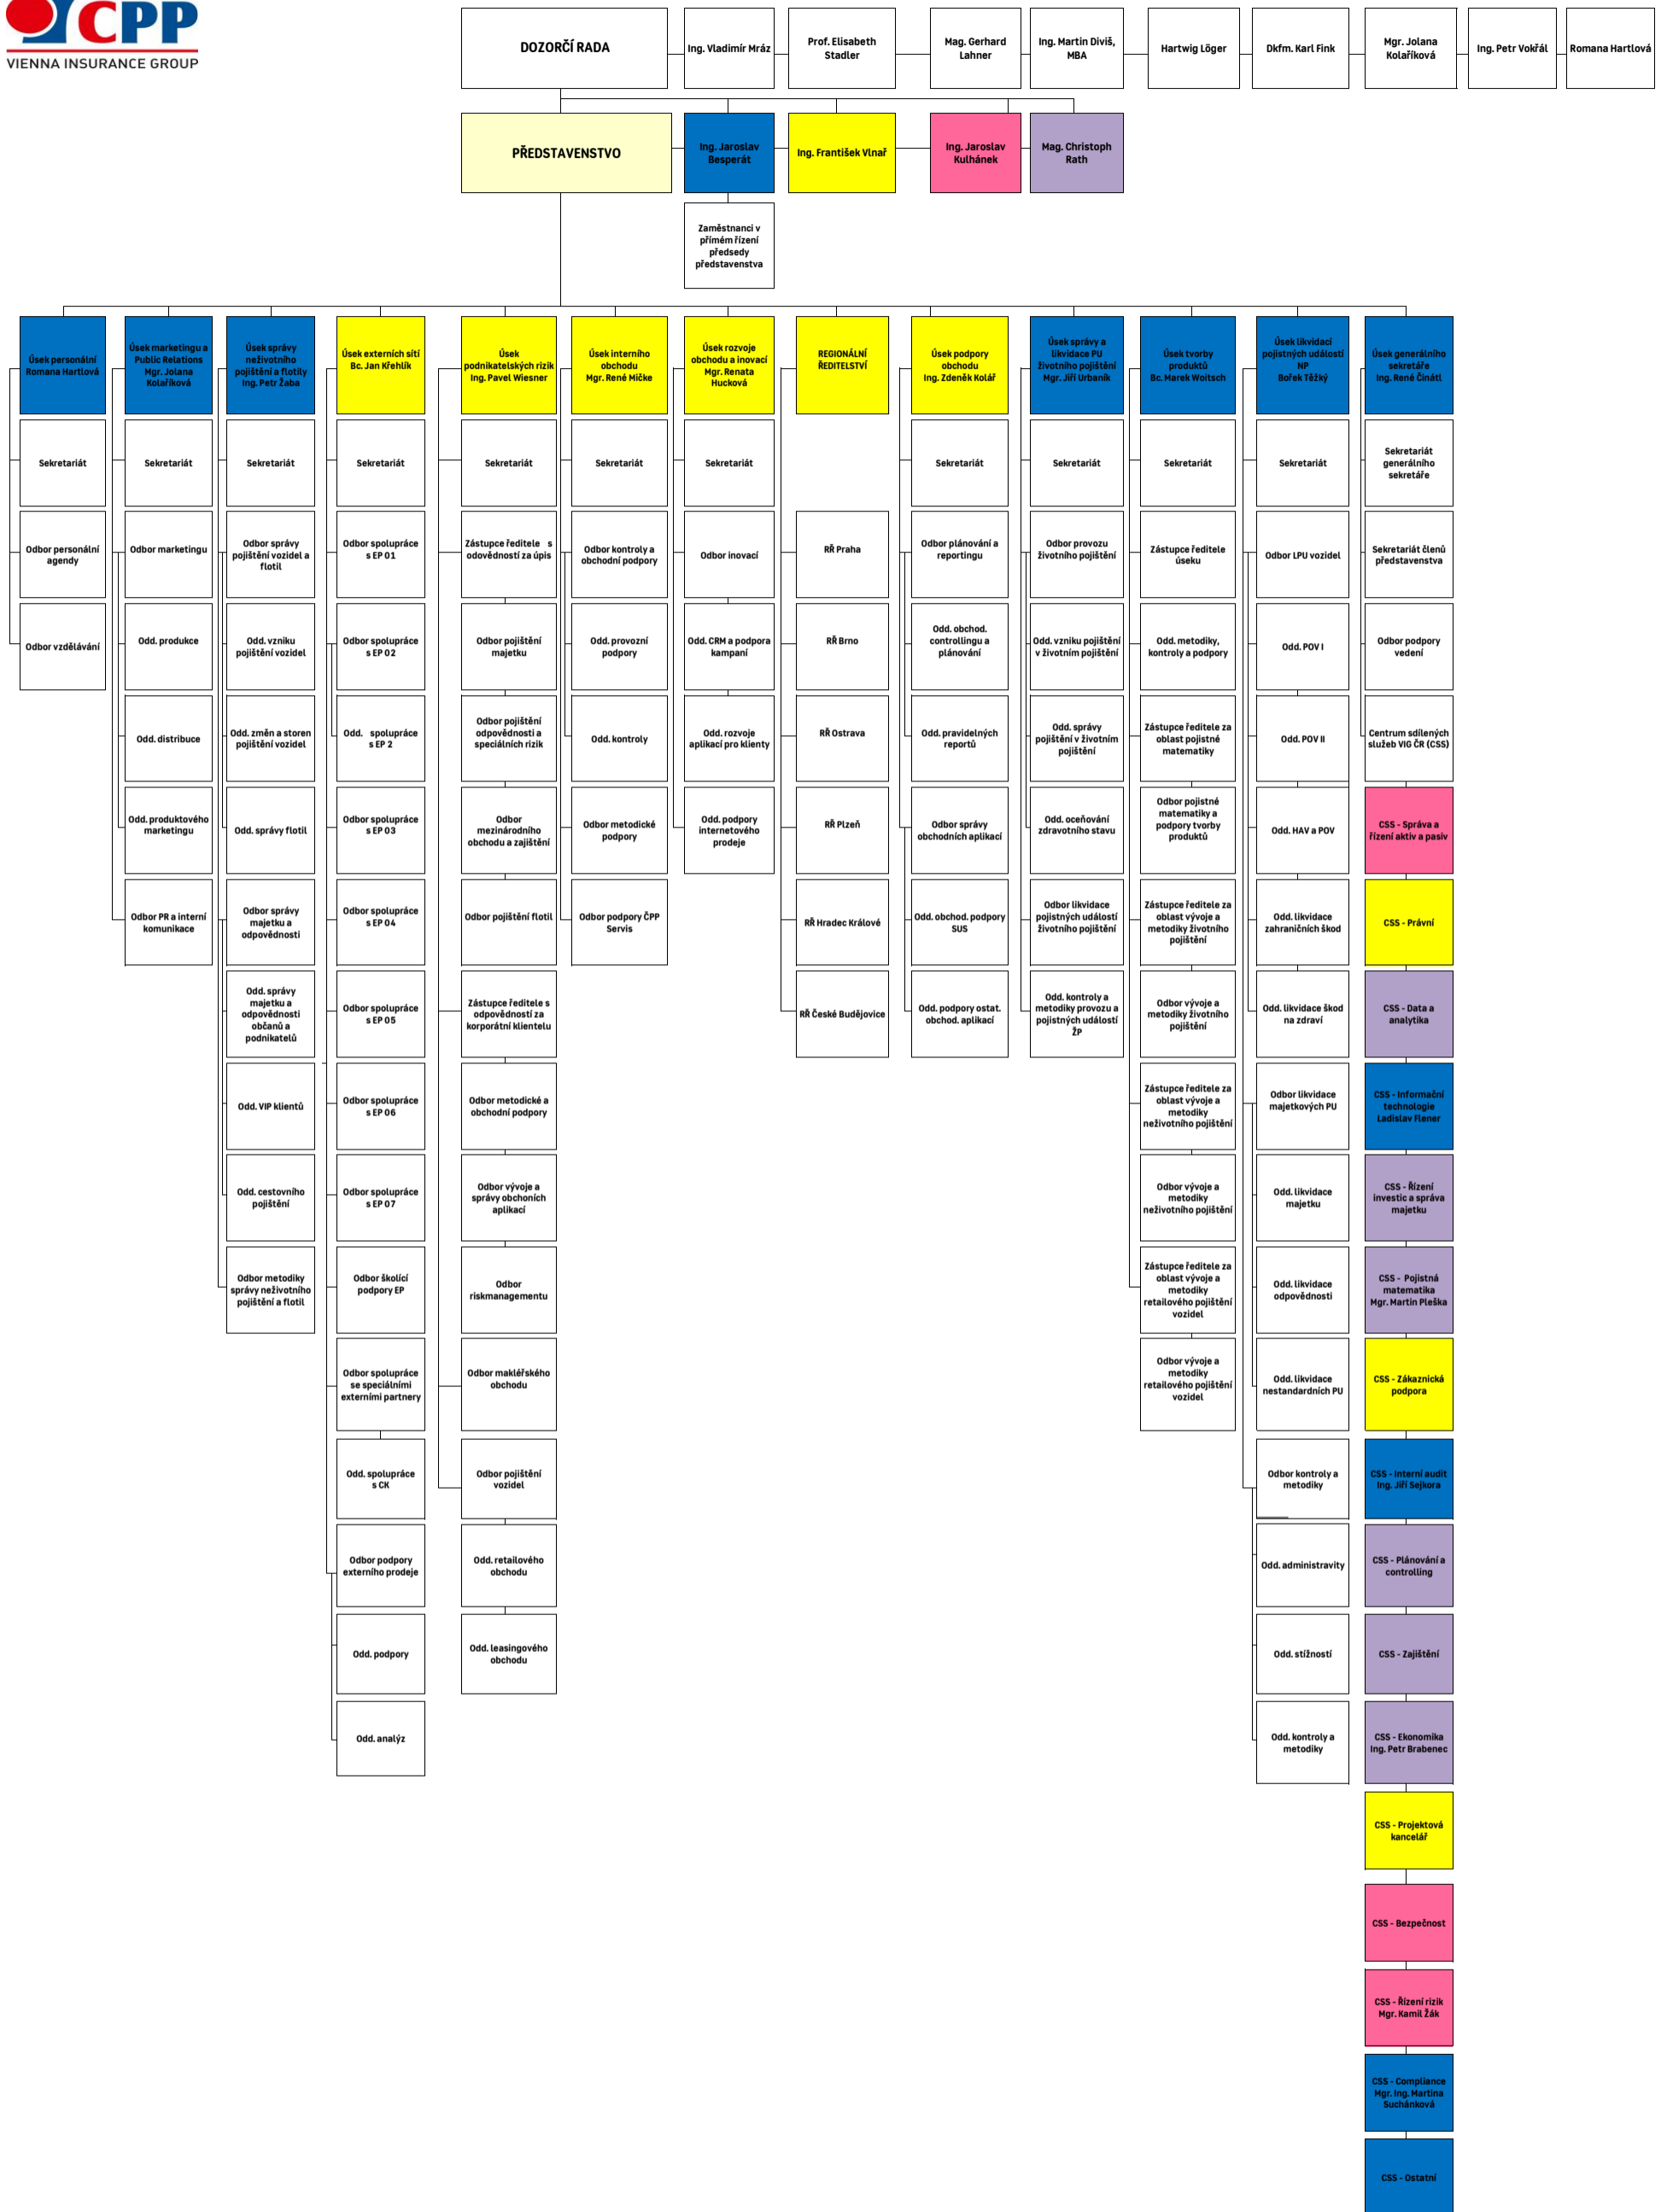 ČPP
VIENNA INSURANCE GROUP
DOZORČÍ RADA
Ing. Vladimír Mráz
Prof. Elisabeth
Stadler
Mag. Gerhard
Lahner
Ing. Martin Diviš,
MBA
Hartwig Löger
Dkfm. Karl Fink
Mgr. Jolana
Kolaříková
Ing. Petr Vokřál
Romana Hartlová
PŘEDSTAVENSTVO
Ing. Jaroslav
Besperát
Ing. František Vlnař
Ing. Jaroslav
Kulhánek
Mag. Christoph
Rath
Zaměstnanci v
přímém řízení
předsedy
představenstva
Úsek personální
Romana Hartlová
Sekretariát
Odbor personální
agendy
Odbor vzdělávání
Úsek marketingu a
Public Relations
Mgr. Jolana
Kolaříková
Sekretariát
Odbor marketingu
Odd. produkce
Odd. distribuce
Odd. produktového
marketingu
Odbor PR a interní
komunikace
Úsek správy
neživotního
pojištění a flotily
Ing. Petr Žaba
Sekretariát
Odbor správy
pojištění vozidel a
flotil
Odd. vzniku
pojištění vozidel
Odd. změn a storen
pojištění vozidel
Odd. správy flotil
Odbor správy
majetku a
odpovědnosti
Odd. správy
majetku a
odpovědnosti
občanů a
podnikatelů
Odd. VIP klientů
Odd. cestovního
pojištění
Odbor metodiky
správy neživotního
pojištění a flotil
Úsek externích sítí
Bc. Jan Křehlík
Sekretariát
Odbor spolupráce
s EP 01
Odbor spolupráce
s EP 02
Odd. spolupráce
s EP 2
Odbor spolupráce
s EP 03
Odbor spolupráce
s EP 04
Odbor spolupráce
s EP 05
Odbor spolupráce
s EP 06
Odbor spolupráce
s EP 07
Odbor školící
podpory EP
Odbor spolupráce
se speciálními
externími partnery
Odd. spolupráce
s CK
Odbor podpory
externího prodeje
Odd. podpory
Odd. analýz
Úsek
podnikatelských rizik
Ing. Pavel Wiesner
Sekretariát
Zástupce ředitele s
odovědností za úpis
Odbor pojištění
majetku
Odbor pojištění
odpovědnosti a
speciálních rizik
Odbor
mezinárodního
obchodu a zajištění
Odbor pojištění flotil
Zástupce ředitele s
odpovědností za
korporátní klientelu
Odbor metodické a
obchodní podpory
Odbor vývoje a
správy obchoních
aplikací
Odbor
riskmanagementu
Odbor makléřského
obchodu
Odbor pojištění
vozidel
Odd. retailového
obchodu
Odd. leasingového
obchodu
Úsek interního
obchodu
Mgr. René Mičke
Sekretariát
Odbor kontroly a
obchodní podpory
Odd. provozní
podpory
Odd. kontroly
Odbor metodické
podpory
Odbor podpory ČPP
Servis
Úsek rozvoje
obchodu a inovací
Mgr. Renata
Hucková
Sekretariát
Odbor inovací
Odd. CRM a podpora
kampaní
Odd. rozvoje
aplikací pro klienty
Odd. podpory
internetového
prodeje
REGIONÁLNÍ
ŘEDITELSTVÍ
RŘ Praha
RŘ Brno
RŘ Ostrava
RŘ Plzeň
RŘ Hradec Králové
RŘ České Budějovice
Úsek podpory
obchodu
Ing. Zdeněk Kolář
Sekretariát
Odbor plánování a
reportingu
Odd. obchod.
controllingu a
plánování
Odd. pravidelných
reportů
Odbor správy
obchodních aplikací
Odd. obchod. podpory
SUS
Odd. podpory ostat.
obchod. aplikací
Úsek správy a
likvidace PU
životního pojištění
Mgr. Jiří Urbaník
Sekretariát
Odbor provozu
životního pojištění
Odd. vzniku pojištění
v životním pojištění
Odd. správy
pojištění v životním
pojištění
Odd. oceňování
zdravotního stavu
Odbor likvidace
pojistných událostí
životního pojištění
Odd. kontroly a
metodiky provozu a
pojistných událostí
ŽP
Úsek tvorby
produktů
Bc. Marek Woitsch
Sekretariát
Zástupce ředitele
úseku
Odd. metodiky,
kontroly a podpory
Zástupce ředitele za
oblast pojistné
matematiky
Odbor pojistné
matematiky a
podpory tvorby
produktů
Zástupce ředitele za
oblast vývoje a
metodiky životního
pojištění
Odbor vývoje a
metodiky životního
pojištění
Zástupce ředitele za
oblast vývoje a
metodiky
neživotního pojištění
Odbor vývoje a
metodiky
neživotního pojištění
Zástupce ředitele za
oblast vývoje a
metodiky
retailového pojištění
vozidel
Odbor vývoje a
metodiky
retailového pojištění
vozidel
Úsek likvidací
pojistných událostí
NP
Bořek Těžký
Sekretariát
Odbor LPU vozidel
Odd. POV I
Odd. POV II
Odd. HAV a POV
Odd. likvidace
zahraničních škod
Odd. likvidace škod
na zdraví
Odbor likvidace
majetkových PU
Odd. likvidace
majetku
Odd. likvidace
odpovědnosti
Odd. likvidace
nestandardních PU
Odbor kontroly a
metodiky
Odd. administravity
Odd. stížností
Odd. kontroly a
metodiky
Úsek generálního
sekretáře
Ing. René Činátl
Sekretariát
generálního
sekretáře
Sekretariát členů
představenstva
Odbor podpory
vedení
Centrum sdílených
služeb VIG ČR (CSS)
CSS - Správa a
řízení aktiv a pasiv
CSS - Právní
CSS - Data a
analytika
CSS - Informační
technologie
Ladislav Flener
CSS - Řízení
investic a správa
majetku
CSS - Pojistná
matematika
Mgr. Martin Pleška
CSS - Zákaznická
podpora
CSS - Interní audit
Ing. Jiří Sejkora
CSS - Plánování a
controlling
CSS - Zajištění
CSS - Ekonomika
Ing. Petr Brabenec
CSS - Projektová
kancelář
CSS - Bezpečnost
CSS - Řízení rizik
Mgr. Kamil Žák
CSS - Compliance
Mgr. Ing. Martina
Suchánková
CSS - Ostatní